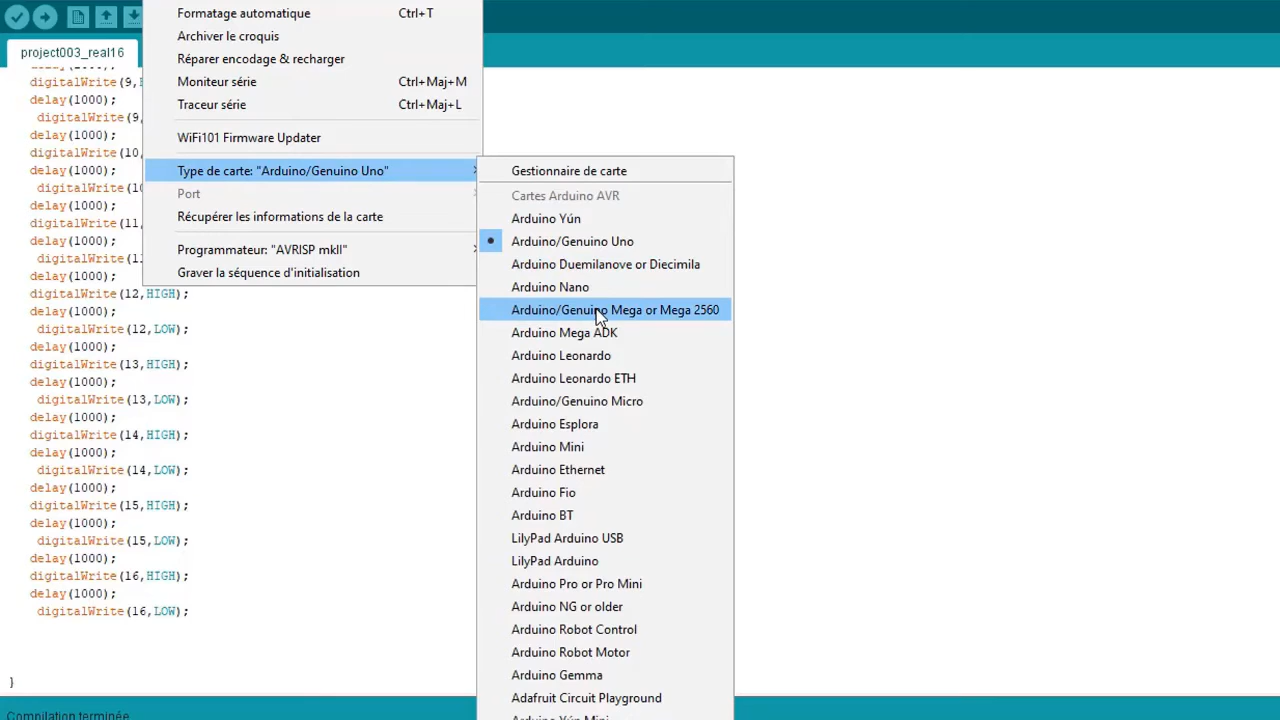 Formatage automatique Ctrl+T
Archiver le croquis
Réparer encodage & recharger
Moniteur série Ctrl+Maj+M
Traceur série Ctrl+Maj+L
WiFi101 Firmware Updater
Type de carte: "Arduino/Genuino Uno"
Port
Récupérer les informations de la carte
Programmateur: "AVRISP mkII"
Graver la séquence d'initialisation
Gestionnaire de carte
Cartes Arduino AVR
Arduino Yún
Arduino/Genuino Uno
Arduino Duemilanove or Diecimila
Arduino Nano
Arduino/Genuino Mega or Mega 2560
Arduino Mega ADK
Arduino Leonardo
Arduino Leonardo ETH
Arduino/Genuino Micro
Arduino Esplora
Arduino Mini
Arduino Ethernet
Arduino Fio
Arduino BT
LilyPad Arduino USB
LilyPad Arduino
Arduino Pro or Pro Mini
Arduino NG or older
Arduino Robot Control
Arduino Robot Motor
Arduino Gemma
Adafruit Circuit Playground
Arduino Yún Mini
project003_real16
digitalWrite(9,
delay(1000);
digitalWrite(9,
delay(1000);
digitalWrite(10,
delay(1000);
digitalWrite(10
delay(1000);
digitalWrite(11,
delay(1000);
digitalWrite(1
delay(1000);
digitalWrite(12,HIGH);
delay(1000);
digitalWrite(12,LOW);
delay(1000);
digitalWrite(13,HIGH);
delay(1000);
digitalWrite(13,LOW);
delay(1000);
digitalWrite(14,HIGH);
delay(1000);
digitalWrite(14,LOW);
delay(1000);
digitalWrite(15,HIGH);
delay(1000);
digitalWrite(15,LOW);
delay(1000);
digitalWrite(16,HIGH);
delay(1000);
digitalWrite(16,LOW);
}
Compilation terminée